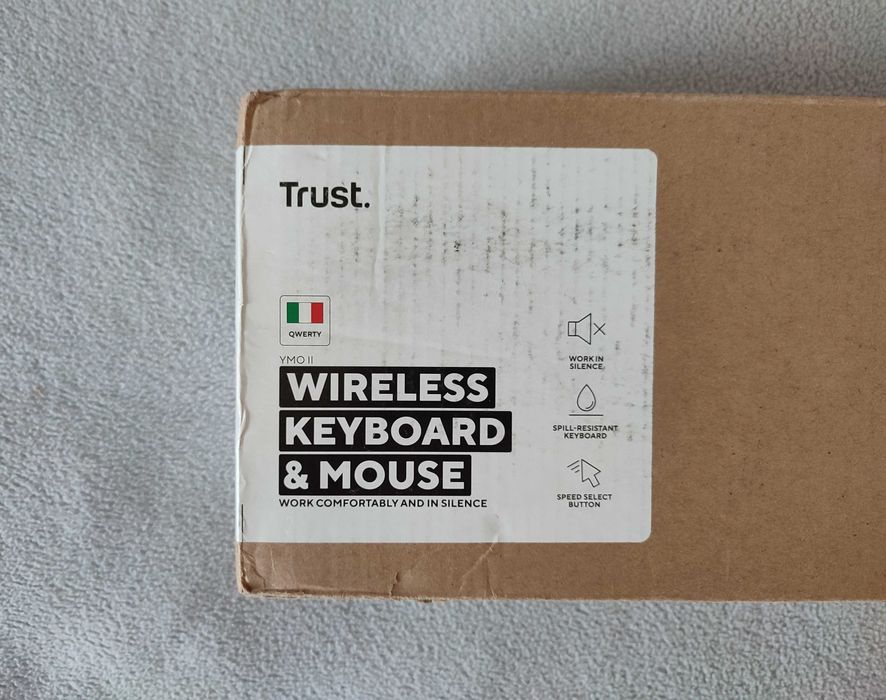 Trust.
QWERTY
YMO II
WIRELESS
KEYBOARD
& MOUSE
WORK COMFORTABLY AND IN SILENCE
WORK IN
SILENCE
SPILL-RESISTANT
KEYBOARD
SPEED SELECT
BUTTON